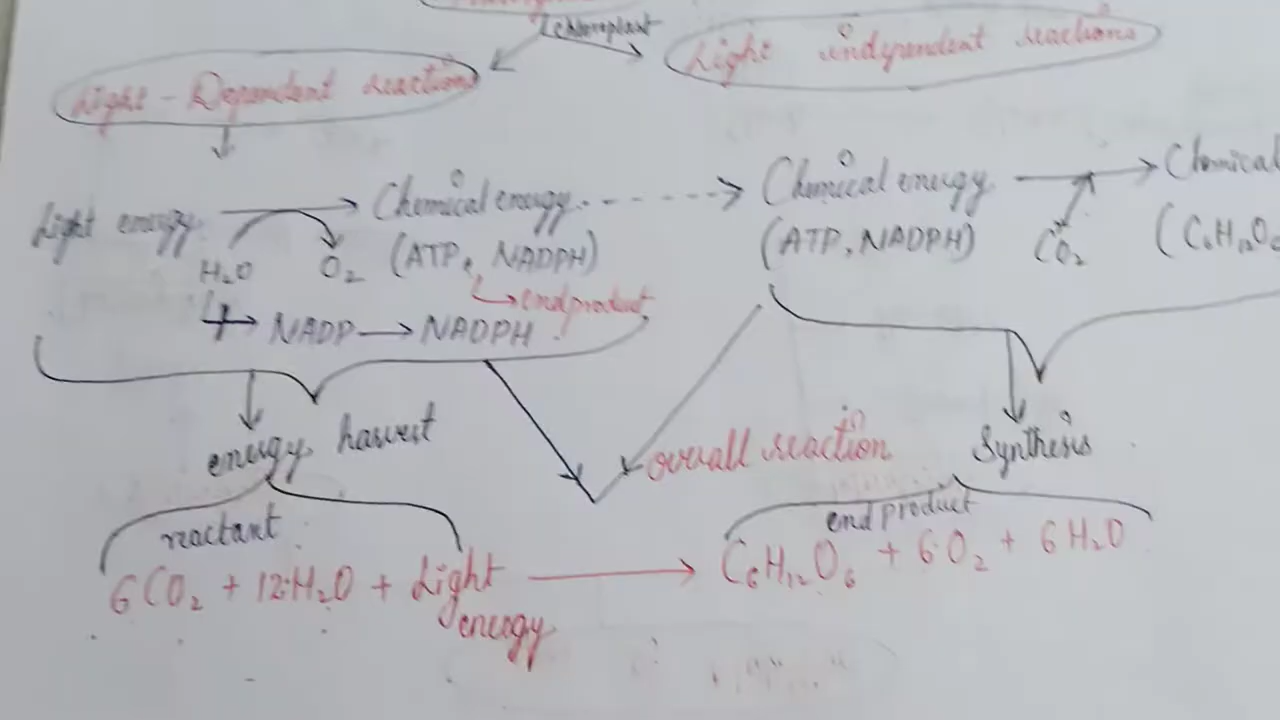 chloroplast
Light - Dependent reactions
Light independent reactions
Light energy → Chemical energy
H₂O O₂ (ATP, NADPH)
→ end product
→ NADP → NADPH
Chemical energy → Chemical
(ATP, NADPH) CO₂ (C₆H₁₂O₆
energy harvest
overall reaction
Synthesis
reactant
end product
6CO₂ + 12H₂O + Light energy → C₆H₁₂O₆ + 6O₂ + 6H₂O